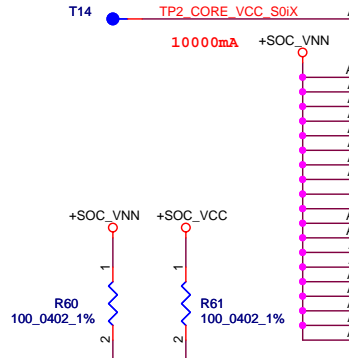 T14 TP2_CORE_VCC_S0iX
10000mA +SOC_VNN
+SOC_VNN +SOC_VCC
1 1
R60 R61
100_0402_1% 100_0402_1%
2 2